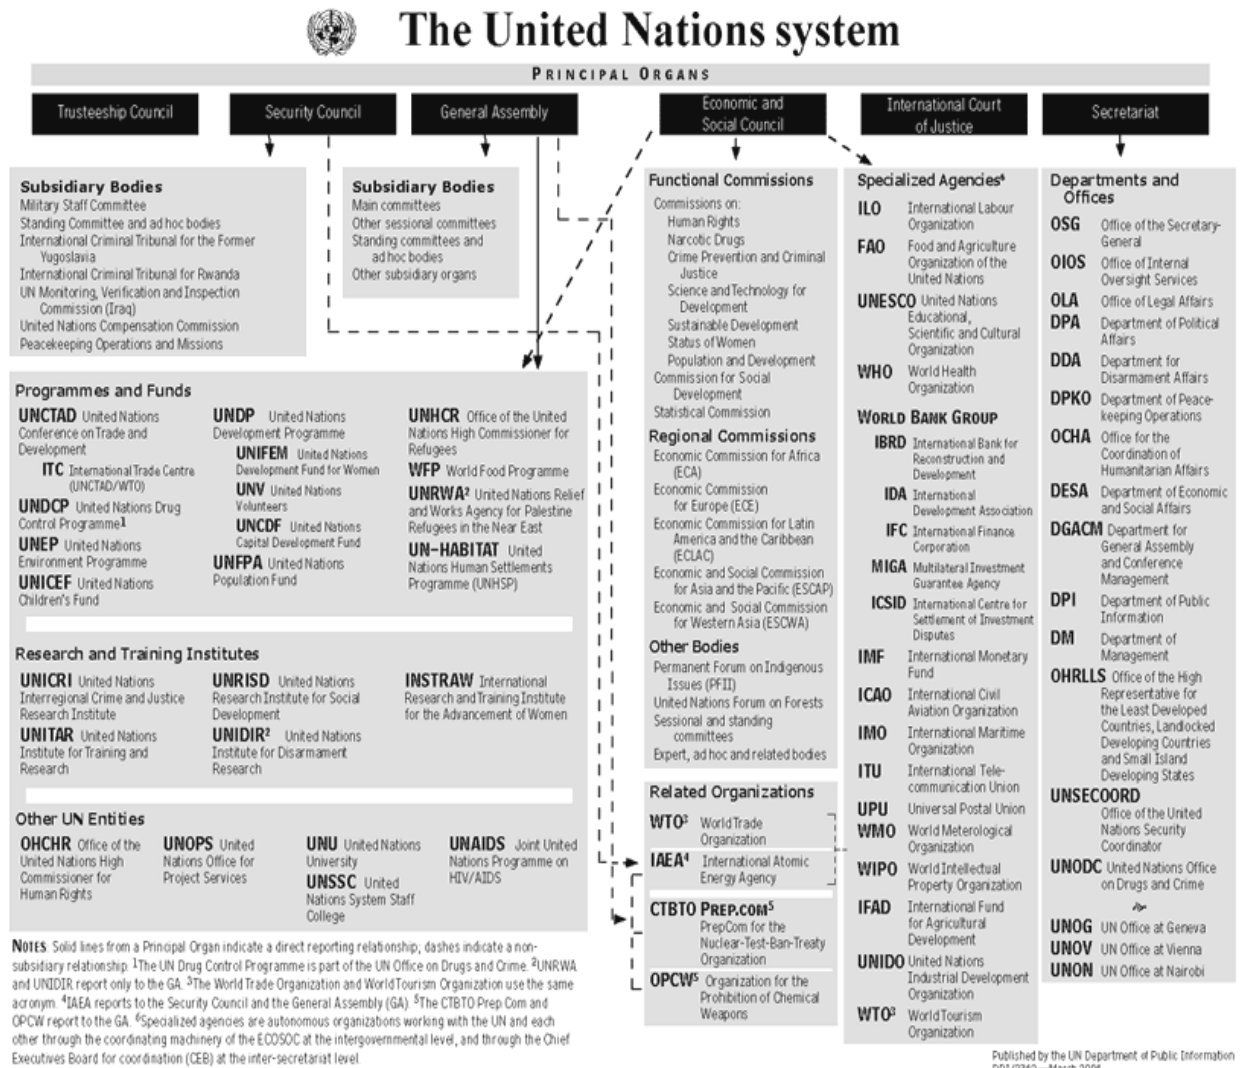 The United Nations system
PRINCIPAL ORGANS
Trusteeship Council
Security Council
General Assembly
Economic and
Social Council
International Court
of Justice
Secretariat
Subsidiary Bodies
Military Staff Committee
Standing Committee and ad hoc bodies
International Criminal Tribunal for the Former
Yugoslavia
International Criminal Tribunal for Rwanda
UN Monitoring, Verification and Inspection
Commission (Iraq)
United Nations Compensation Commission
Peacekeeping Operations and Missions
Subsidiary Bodies
Main committees
Other sessional committees
Standing committees and
ad hoc bodies
Other subsidiary organs
Programmes and Funds
UNCTAD United Nations
Conference on Trade and
Development
ITC International Trade Centre
(UNCTAD/WTO)
UNDCP United Nations Drug
Control Programme1
UNEP United Nations
Environment Programme
UNICEF United Nations
Children's Fund
UNDP United Nations
Development Programme
UNIFEM United Nations
Development Fund for Women
UNV United Nations
Volunteers
UNCDF United Nations
Capital Development Fund
UNFPA United Nations
Population Fund
UNHCR Office of the United
Nations High Commissioner for
Refugees
WFP World Food Programme
UNRWA2 United Nations Relief
and Works Agency for Palestine
Refugees in the Near East
UN-HABITAT United
Nations Human Settlements
Programme (UNHSP)
Research and Training Institutes
UNICRI United Nations
Interregional Crime and Justice
Research Institute
UNITAR United Nations
Institute for Training and
Research
UNRISD United Nations
Research Institute for Social
Development
UNIDIR2 United Nations
Institute for Disarmament
Research
INSTRAW International
Research and Training Institute
for the Advancement of Women
Other UN Entities
OHCHR Office of the
United Nations High
Commissioner for
Human Rights
UNOPS United
Nations Office for
Project Services
UNU United Nations
University
UNSSC United
Nations System Staff
College
UNAIDS Joint United
Nations Programme on
HIV/AIDS
Functional Commissions
Commissions on:
Human Rights
Narcotic Drugs
Crime Prevention and Criminal
Justice
Science and Technology for
Development
Sustainable Development
Status of Women
Population and Development
Commission for Social
Development
Statistical Commission
Regional Commissions
Economic Commission for Africa
(ECA)
Economic Commission
for Europe (ECE)
Economic Commission for Latin
America and the Caribbean
(ECLAC)
Economic and Social Commission
for Asia and the Pacific (ESCAP)
Economic and Social Commission
for Western Asia (ESCWA)
Other Bodies
Permanent Forum on Indigenous
Issues (PFII)
United Nations Forum on Forests
Sessional and standing
committees
Expert, ad hoc and related bodies
Related Organizations
WTO3 World Trade
Organization
IAEA4 International Atomic
Energy Agency
CTBTO PREP.COM5
PrepCom for the
Nuclear-Test-Ban-Treaty
Organization
OPCW5 Organization for the
Prohibition of Chemical
Weapons
Specialized Agencies6
ILO International Labour
Organization
FAO Food and Agriculture
Organization of the
United Nations
UNESCO United Nations
Educational,
Scientific and Cultural
Organization
WHO World Health
Organization
WORLD BANK GROUP
IBRD International Bank for
Reconstruction and
Development
IDA International
Development Association
IFC International Finance
Corporation
MIGA Multilateral Investment
Guarantee Agency
ICSID International Centre for
Settlement of Investment
Disputes
IMF International Monetary
Fund
ICAO International Civil
Aviation Organization
IMO International Maritime
Organization
ITU International Tele-
communication Union
UPU Universal Postal Union
WMO World Meterological
Organization
WIPO World Intellectual
Property Organization
IFAD International Fund
for Agricultural
Development
UNIDO United Nations
Industrial Development
Organization
WTO3 World Tourism
Organization
Departments and
Offices
OSG Office of the Secretary-
General
OIOS Office of Internal
Oversight Services
OLA Office of Legal Affairs
DPA Department of Political
Affairs
DDA Department for
Disarmament Affairs
DPKO Department of Peace-
keeping Operations
OCHA Office for the
Coordination of
Humanitarian Affairs
DESA Department of Economic
and Social Affairs
DGACM Department for
General Assembly
and Conference
Management
DPI Department of Public
Information
DM Department of
Management
OHRLLS Office of the High
Representative for
the Least Developed
Countries, Landlocked
Developing Countries
and Small Island
Developing States
UNSECOORD
Office of the United
Nations Security
Coordinator
UNODC United Nations Office
on Drugs and Crime
UNOG UN Office at Geneva
UNOV UN Office at Vienna
UNON UN Office at Nairobi
NOTES Solid lines from a Principal Organ indicate a direct reporting relationship; dashes indicate a non-
subsidiary relationship. 1The UN Drug Control Programme is part of the UN Office on Drugs and Crime. 2UNRWA
and UNIDIR report only to the GA. 3The World Trade Organization and World Tourism Organization use the same
acronym. 4IAEA reports to the Security Council and the General Assembly (GA). 5The CTBTO Prep Com and
OPCW report to the GA. 6Specialized agencies are autonomous organizations working with the UN and each
other through the coordinating machinery of the ECOSOC at the intergovernmental level, and through the Chief
Executives Board for coordination (CEB) at the inter-secretariat level.
Published by the UN Department of Public Information